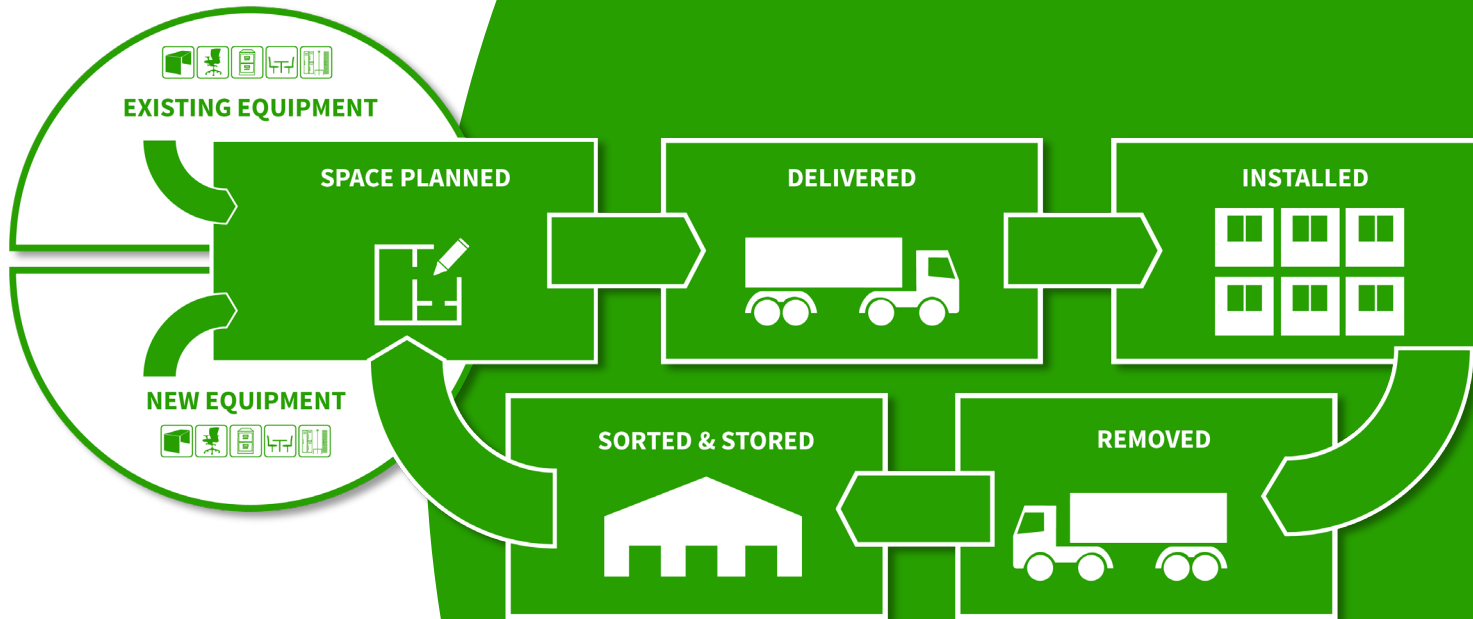 EXISTING EQUIPMENT
SPACE PLANNED
DELIVERED
INSTALLED
NEW EQUIPMENT
SORTED & STORED
REMOVED